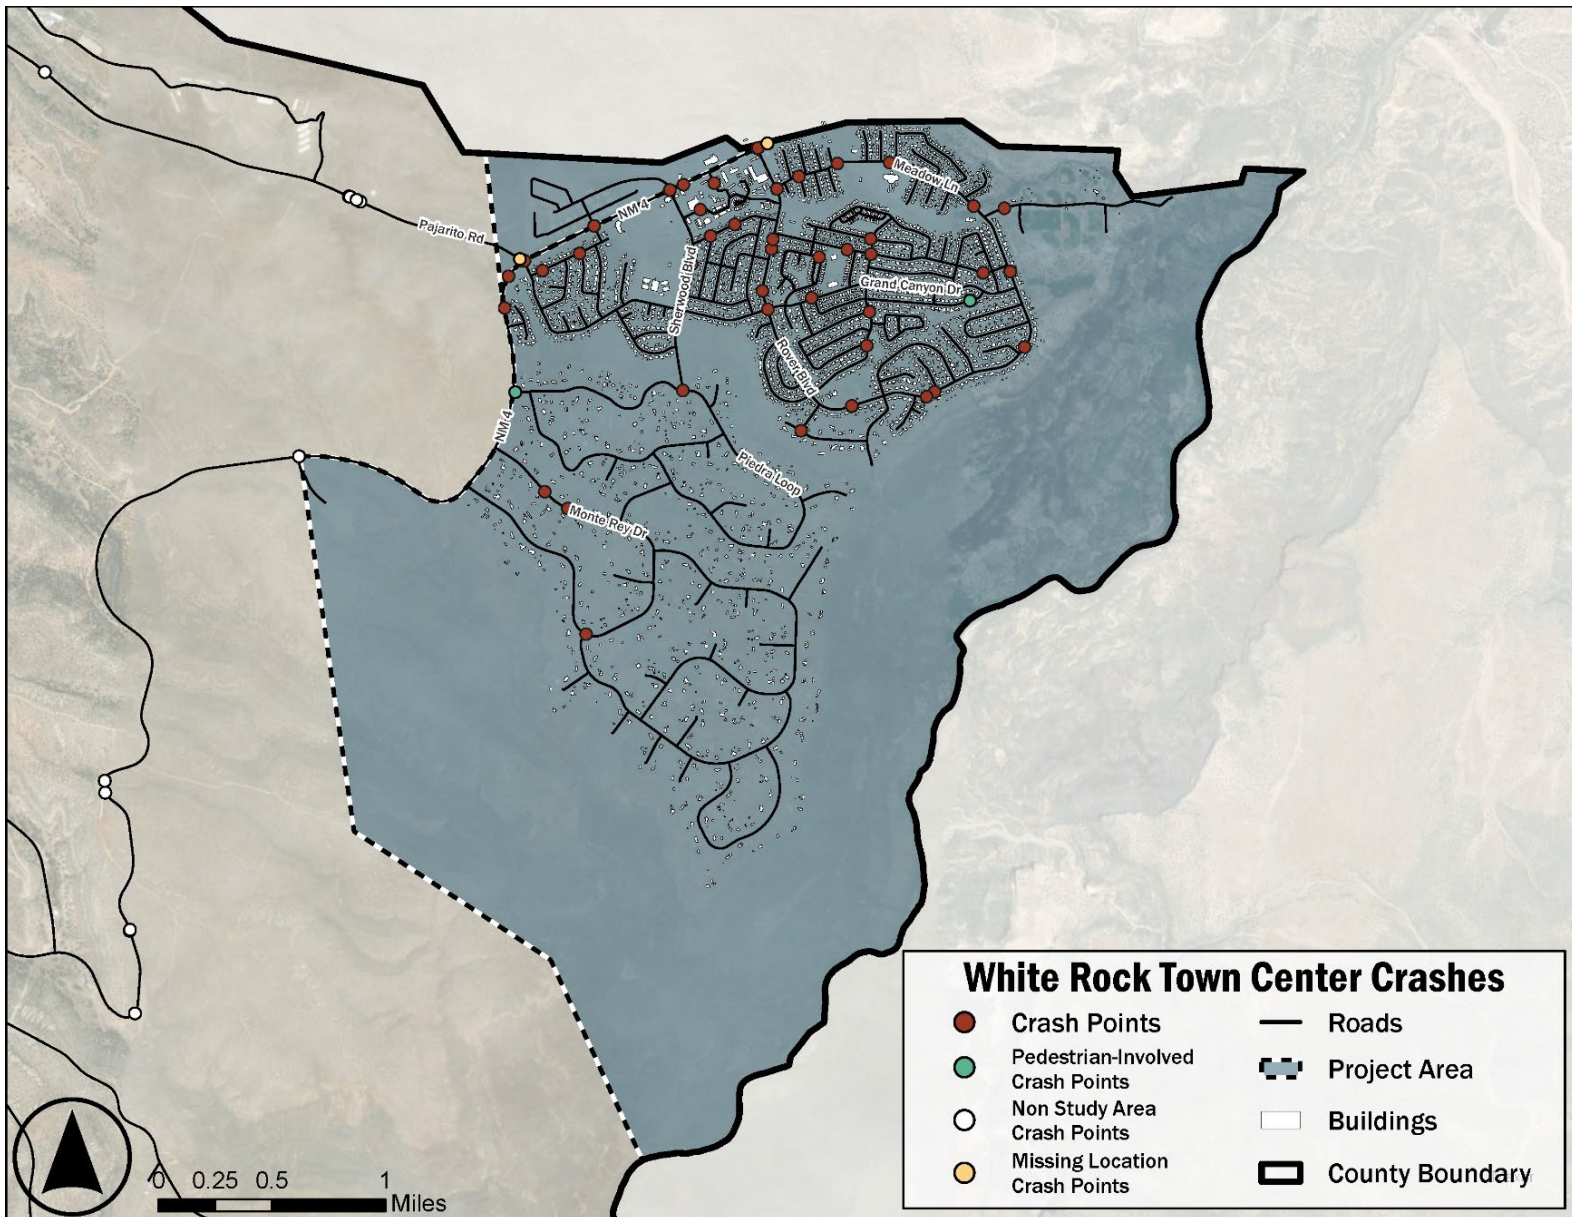 Meadow Ln
NM 4
Pajarito Rd
Sherwood Blvd
Grand Canyon Dr
Rover Blvd
NM 4
Piedra Loop
Monte Rey Dr
White Rock Town Center Crashes
Crash Points
Roads
Pedestrian-Involved
Crash Points
Project Area
Non Study Area
Crash Points
Buildings
Missing Location
Crash Points
County Boundary
0 0.25 0.5 1
Miles